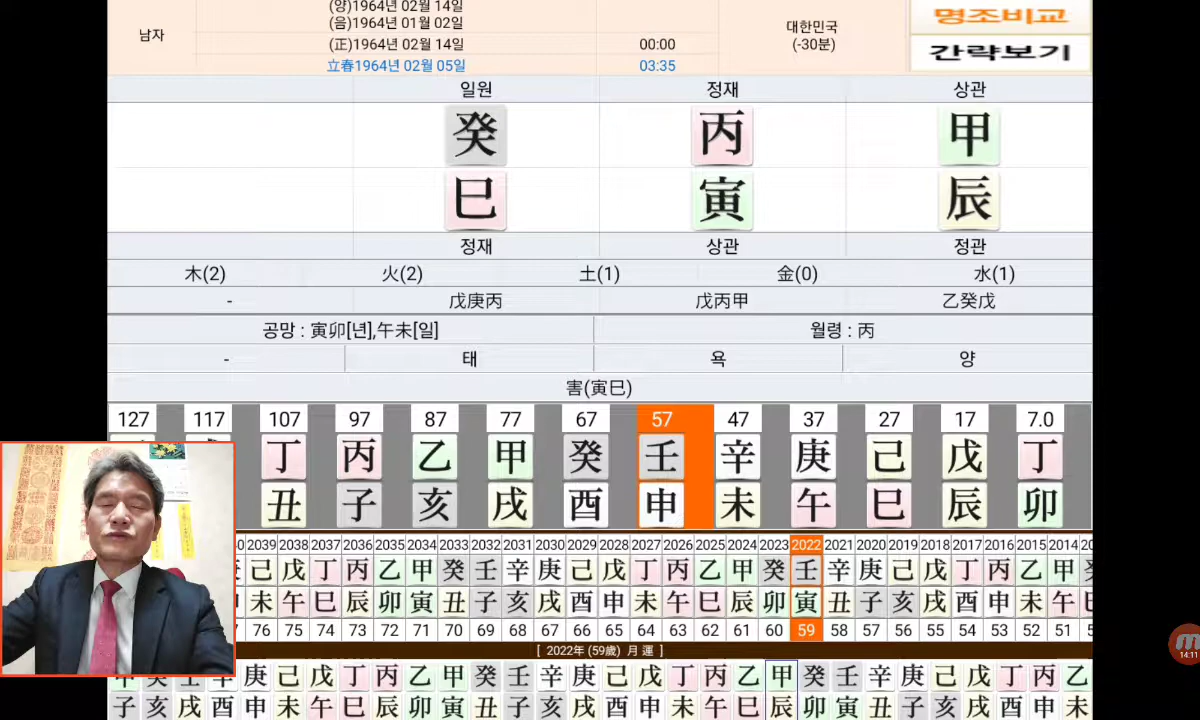 남자
(양)1964년 02월 14일
(음)1964년 01월 02일
(正)1964년 02월 14일 00:00
立春1964년 02월 05일 03:35
대한민국
(-30분)
명조비교
간략보기
일원 정재 상관
癸 丙 甲
巳 寅 辰
정재 상관 정관
木(2) 火(2) 土(1) 金(0) 水(1)
- 戊庚丙 戊丙甲 乙癸戊
공망 : 寅卯[년],午未[일] 월령 : 丙
- 태 욕 양
害(寅巳)
127 117 107 97 87 77 67 57 47 37 27 17 7.0
丁 丙 乙 甲 癸 壬 辛 庚 己 戊 丁
丑 子 亥 戌 酉 申 未 午 巳 辰 卯
2039 2038 2037 2036 2035 2034 2033 2032 2031 2030 2029 2028 2027 2026 2025 2024 2023 2022 2021 2020 2019 2018 2017 2016 2015 2014
己 戊 丁 丙 乙 甲 癸 壬 辛 庚 己 戊 丁 丙 乙 甲 癸 壬 辛 庚 己 戊 丁 丙 乙 甲
未 午 巳 辰 卯 寅 丑 子 亥 戌 酉 申 未 午 巳 辰 卯 寅 丑 子 亥 戌 酉 申 未 午
76 75 74 73 72 71 70 69 68 67 66 65 64 63 62 61 60 59 58 57 56 55 54 53 52 51
[ 2022年 (59歲) 月 運 ]
甲 癸 壬 辛 庚 己 戊 丁 丙 乙 甲 癸 壬 辛 庚 己 戊 丁 丙 乙 甲 癸 壬 辛 庚 己 戊 丁 丙 乙
子 亥 戌 酉 申 未 午 巳 辰 卯 寅 丑 子 亥 戌 酉 申 未 午 巳 辰 卯 寅 丑 子 亥 戌 酉 申 未
14:11